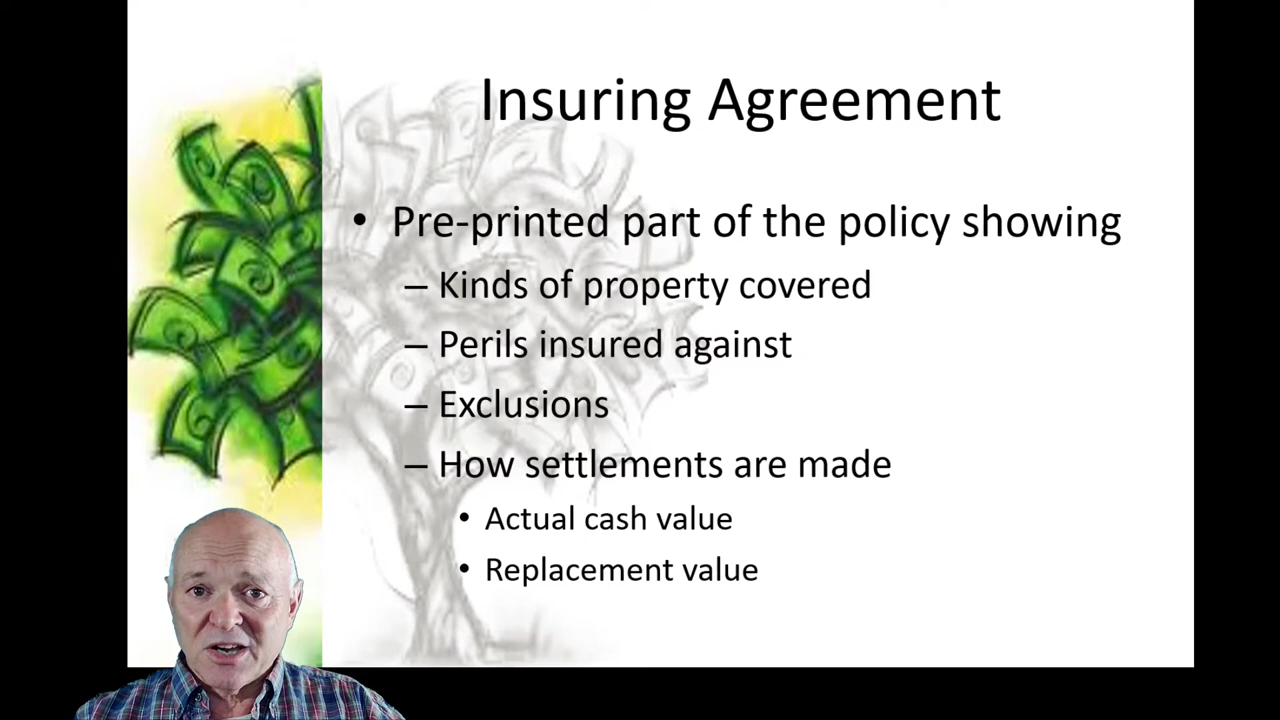 Insuring Agreement
• Pre-printed part of the policy showing
– Kinds of property covered
– Perils insured against
– Exclusions
– How settlements are made
• Actual cash value
• Replacement value